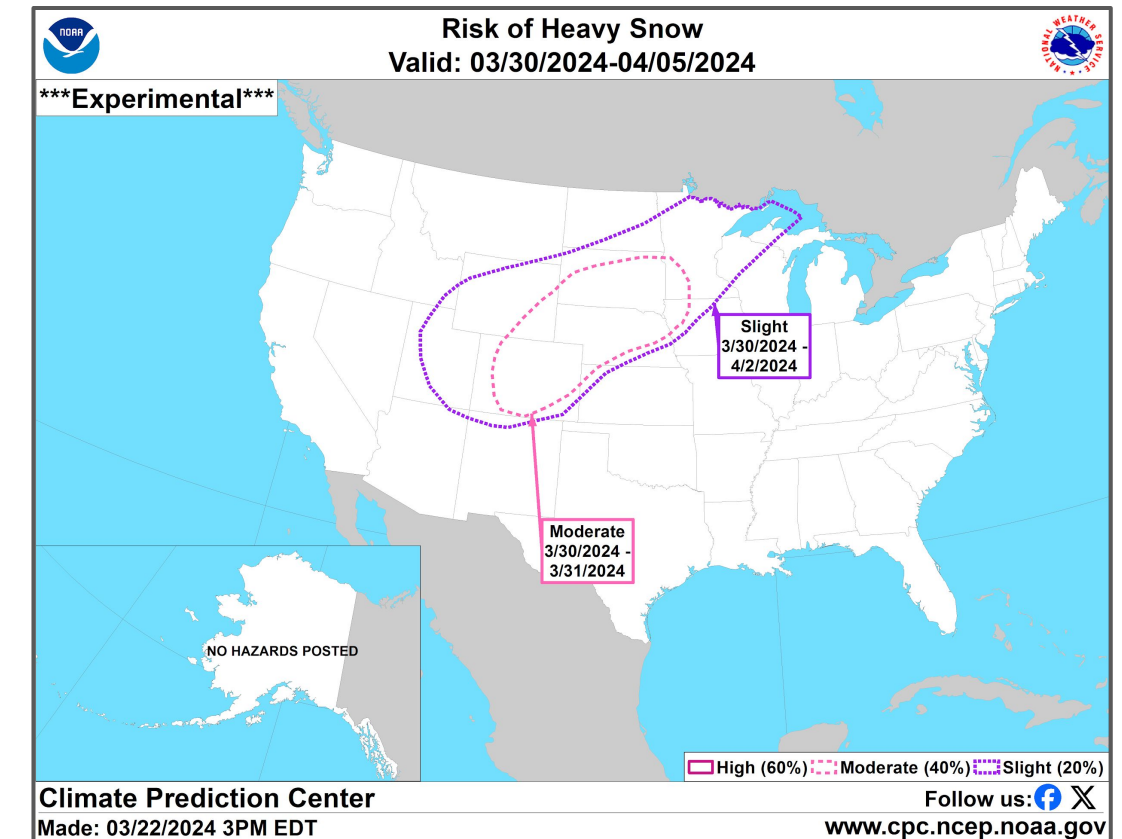 NOAA
Risk of Heavy Snow
Valid: 03/30/2024-04/05/2024
NATIONAL WEATHER SERVICE
***Experimental***
Slight
3/30/2024 -
4/2/2024
Moderate
3/30/2024 -
3/31/2024
NO HAZARDS POSTED
High (60%) Moderate (40%) Slight (20%)
Climate Prediction Center
Follow us:
Made: 03/22/2024 3PM EDT
www.cpc.ncep.noaa.gov